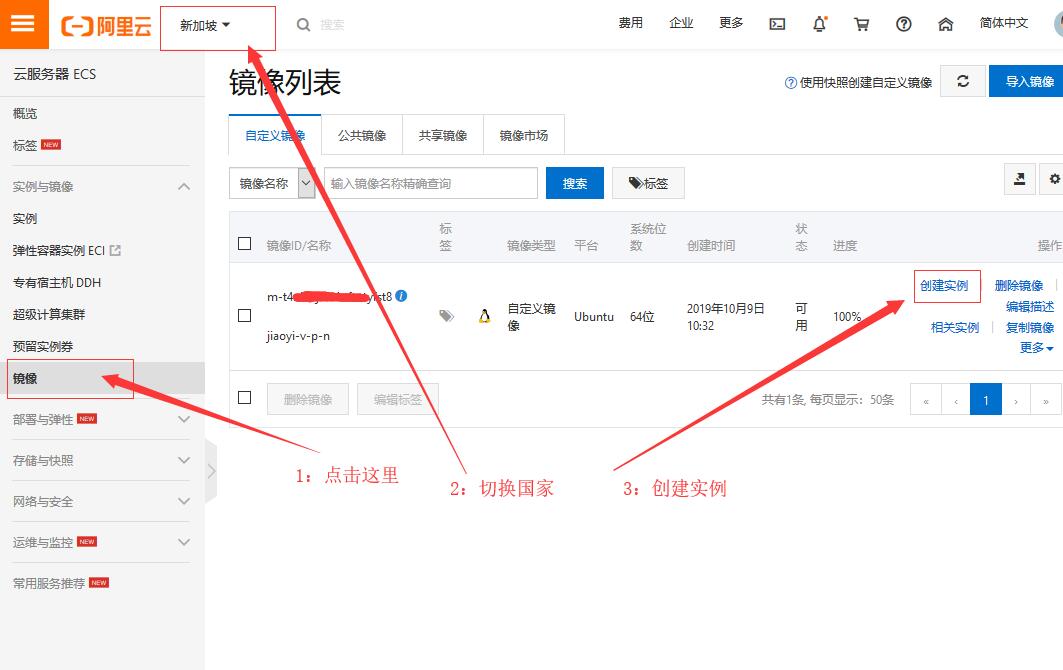 阿里云
新加坡
搜索
费用
企业
更多
简体中文
云服务器 ECS
概览
标签 NEW
实例与镜像
实例
弹性容器实例 ECI
专有宿主机 DDH
超级计算集群
预留实例券
镜像
部署与弹性 NEW
存储与快照
网络与安全
运维与监控 NEW
常用服务推荐 NEW
镜像列表
使用快照创建自定义镜像
导入镜像
自定义镜像
公共镜像
共享镜像
镜像市场
镜像名称
输入镜像名称精确查询
搜索
标签
镜像ID/名称
标签
镜像类型
平台
系统位数
创建时间
状态
进度
操作
jiaoyi-v-p-n
自定义镜像
Ubuntu
64位
2019年10月9日
10:32
可用
100%
创建实例
删除镜像
编辑描述
相关实例
复制镜像
更多
删除镜像
编辑标签
共有1条, 每页显示：50条
«
‹
1
›
»
1：点击这里
2：切换国家
3：创建实例